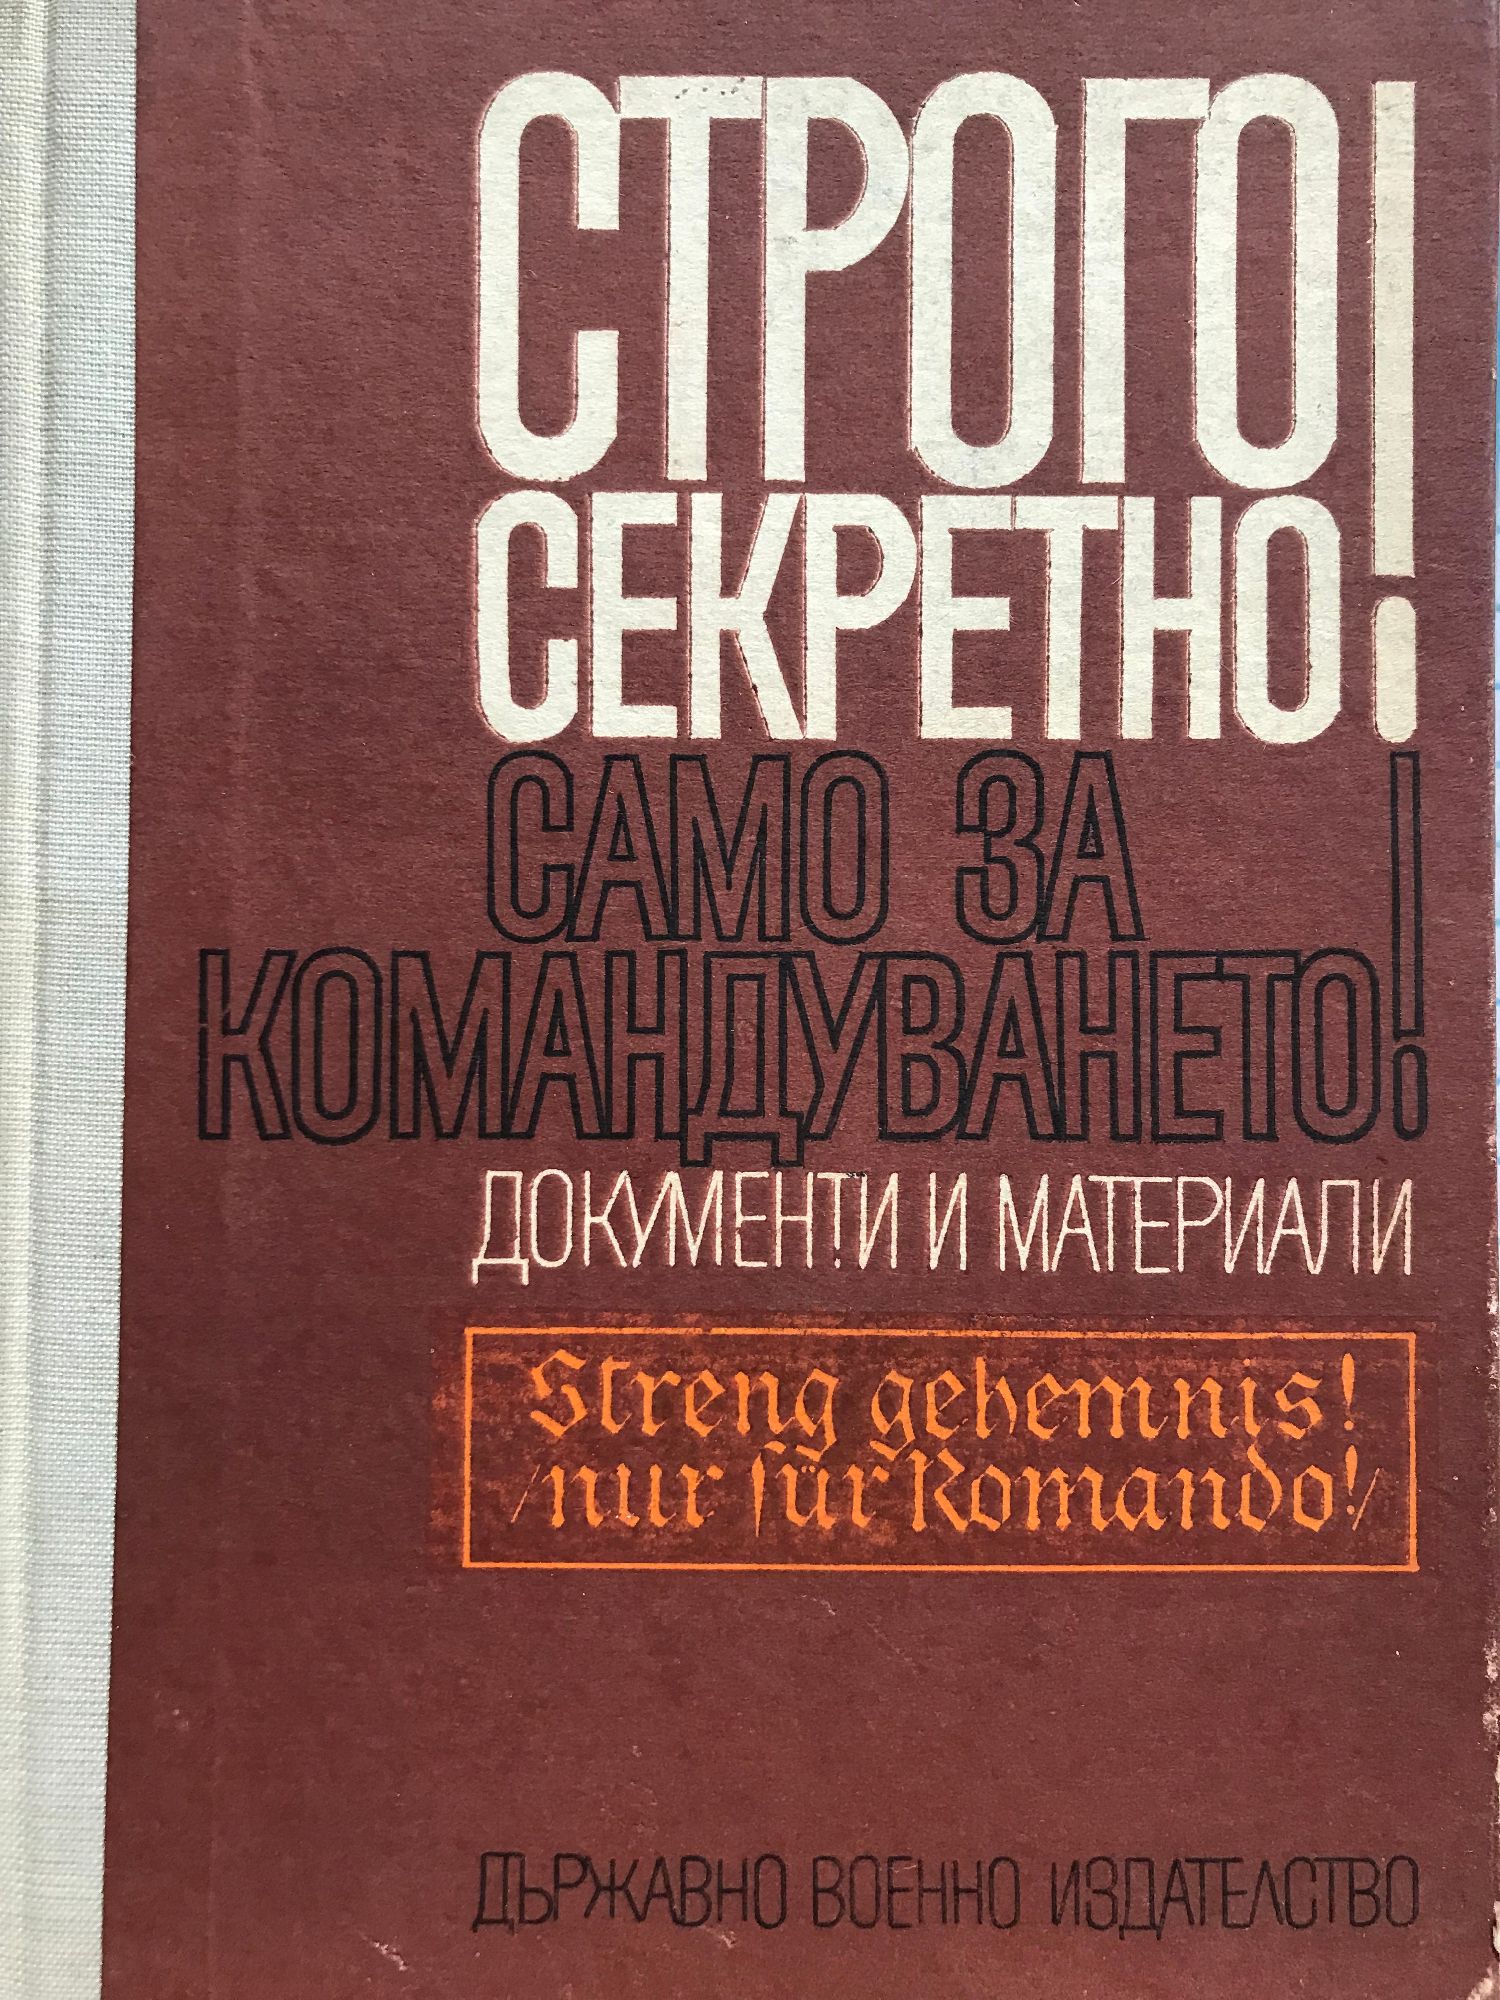 СТРОГО
СЕКРЕТНО!
САМО ЗА
КОМАНДУВАНЕТО!
ДОКУМЕНТИ И МАТЕРИАЛИ
Streng gehemnis!
/nur für Komando!/
ДЪРЖАВНО ВОЕННО ИЗДАТЕЛСТВО